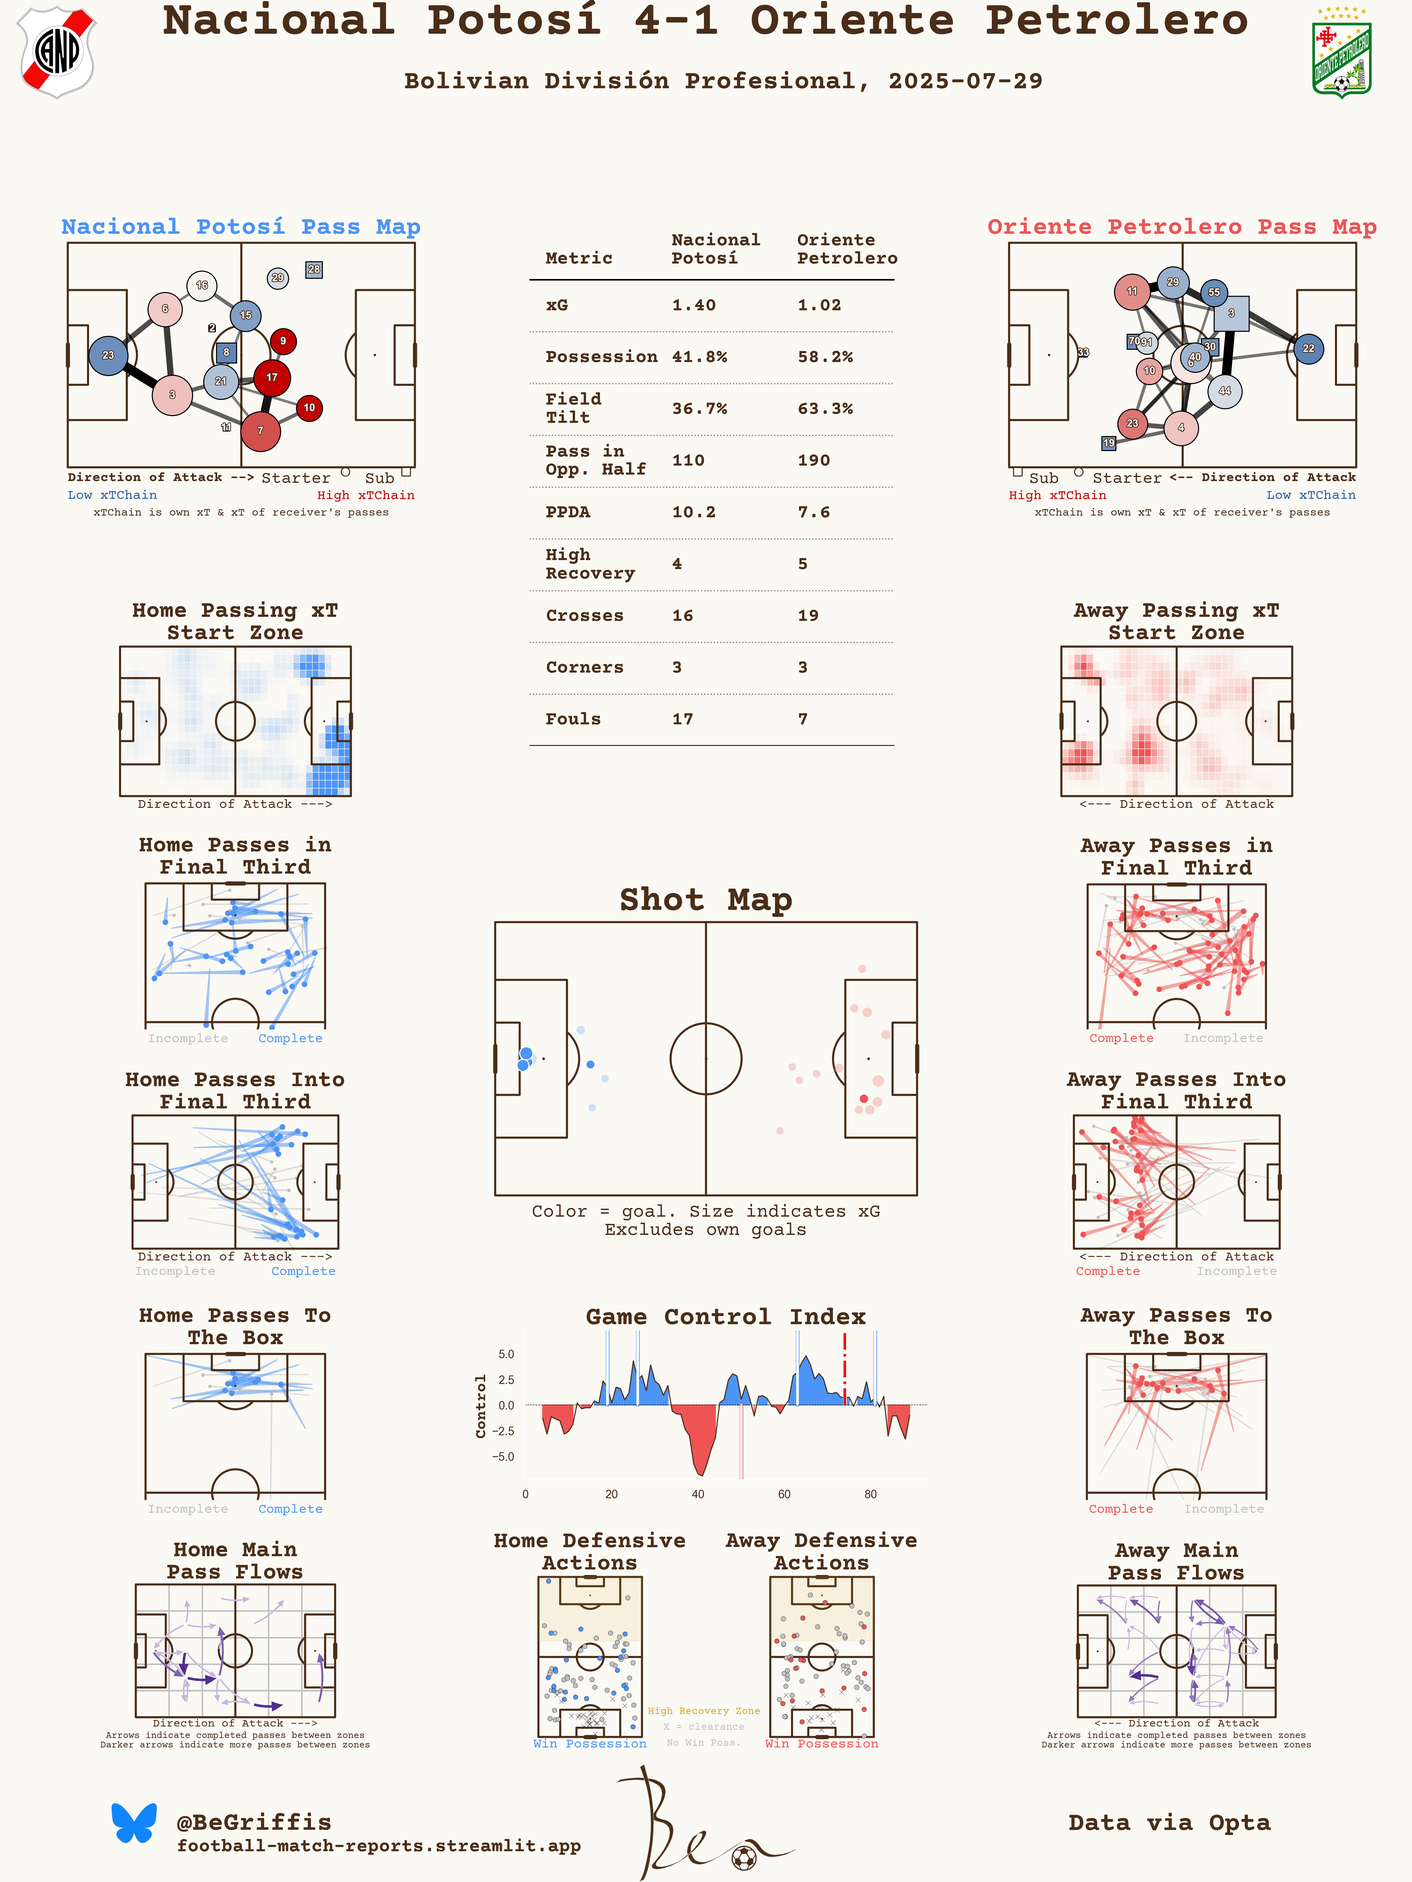 Nacional Potosí 4-1 Oriente Petrolero
Bolivian División Profesional, 2025-07-29
CANP
ORIENTE PETROLERO
Nacional Potosí Pass Map
16
29
28
6
15
2
23
8
9
21
17
3
10
11
7
Direction of Attack --> Starter Sub
Low xTChain High xTChain
xTChain is own xT & xT of receiver's passes
Metric Nacional Potosí Oriente Petrolero
xG 1.40 1.02
Possession 41.8% 58.2%
Field Tilt 36.7% 63.3%
Pass in Opp. Half 110 190
PPDA 10.2 7.6
High Recovery 4 5
Crosses 16 19
Corners 3 3
Fouls 17 7
Oriente Petrolero Pass Map
11
29
55
3
70
91
30
22
33
40
6
10
44
23
4
19
Sub Starter <-- Direction of Attack
High xTChain Low xTChain
xTChain is own xT & xT of receiver's passes
Home Passing xT
Start Zone
Direction of Attack --->
Away Passing xT
Start Zone
<--- Direction of Attack
Home Passes in
Final Third
Incomplete Complete
Away Passes in
Final Third
Complete Incomplete
Shot Map
Color = goal. Size indicates xG
Excludes own goals
Home Passes Into
Final Third
Direction of Attack --->
Incomplete Complete
Away Passes Into
Final Third
<--- Direction of Attack
Complete Incomplete
Home Passes To
The Box
Incomplete Complete
Game Control Index
Control
5.0
2.5
0.0
−2.5
−5.0
0 20 40 60 80
Away Passes To
The Box
Complete Incomplete
Home Main
Pass Flows
Direction of Attack --->
Arrows indicate completed passes between zones
Darker arrows indicate more passes between zones
Home Defensive
Actions
Win Possession
High Recovery Zone
X = clearance
No Win Poss.
Away Defensive
Actions
Win Possession
Away Main
Pass Flows
<--- Direction of Attack
Arrows indicate completed passes between zones
Darker arrows indicate more passes between zones
@BeGriffis
football-match-reports.streamlit.app
Ben
Data via Opta